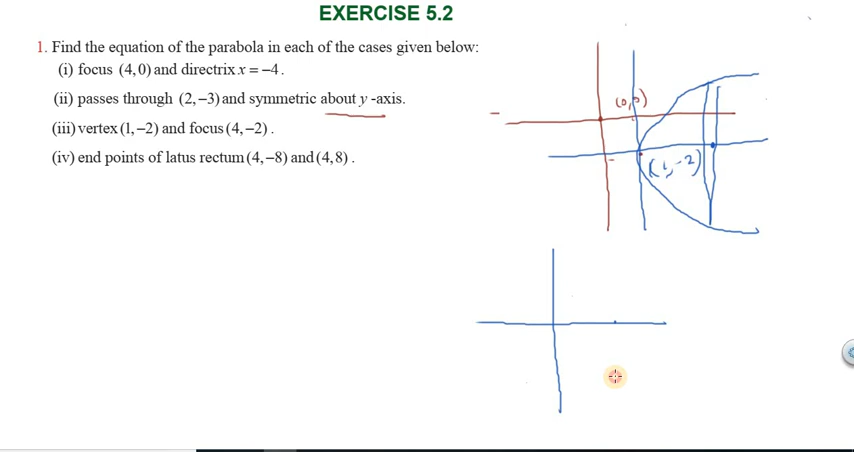 EXERCISE 5.2
1. Find the equation of the parabola in each of the cases given below:
(i) focus (4,0) and directrix x = −4.
(ii) passes through (2,−3) and symmetric about y -axis.
(iii) vertex (1,−2) and focus (4,−2).
(iv) end points of latus rectum (4,−8) and (4,8).
(0,0)
(1,-2)